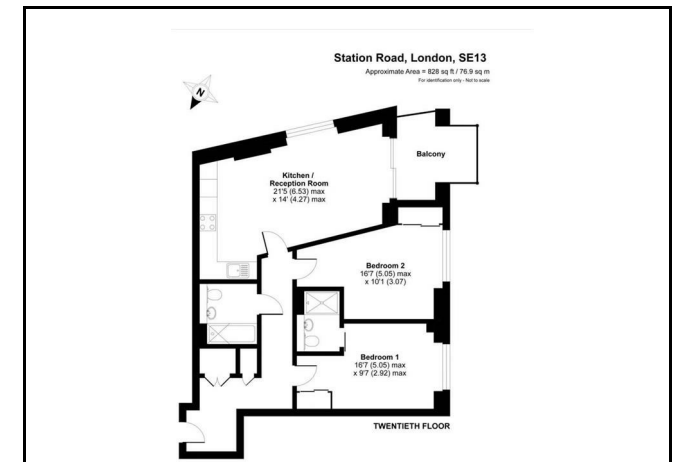 Station Road, London, SE13
Approximate Area = 828 sq ft / 76.9 sq m
For identification only - Not to scale
N
Balcony
Kitchen /
Reception Room
21'5 (6.53) max
x 14' (4.27) max
Bedroom 2
16'7 (5.05) max
x 10'1 (3.07)
Bedroom 1
16'7 (5.05) max
x 9'7 (2.92) max
TWENTIETH FLOOR